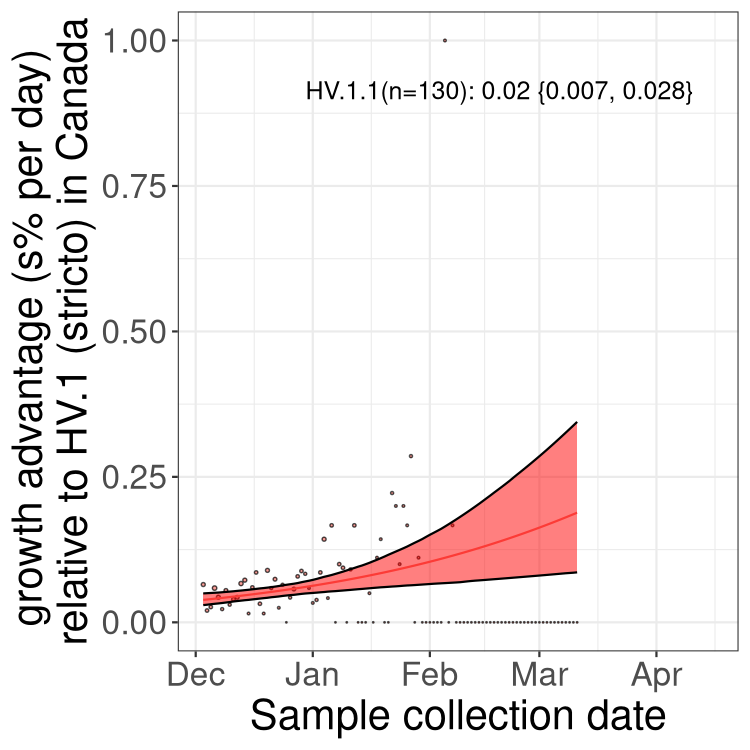 growth advantage (s% per day)
relative to HV.1 (stricto) in Canada
1.00
0.75
0.50
0.25
0.00
HV.1.1(n=130): 0.02 {0.007, 0.028}
Dec Jan Feb Mar Apr
Sample collection date